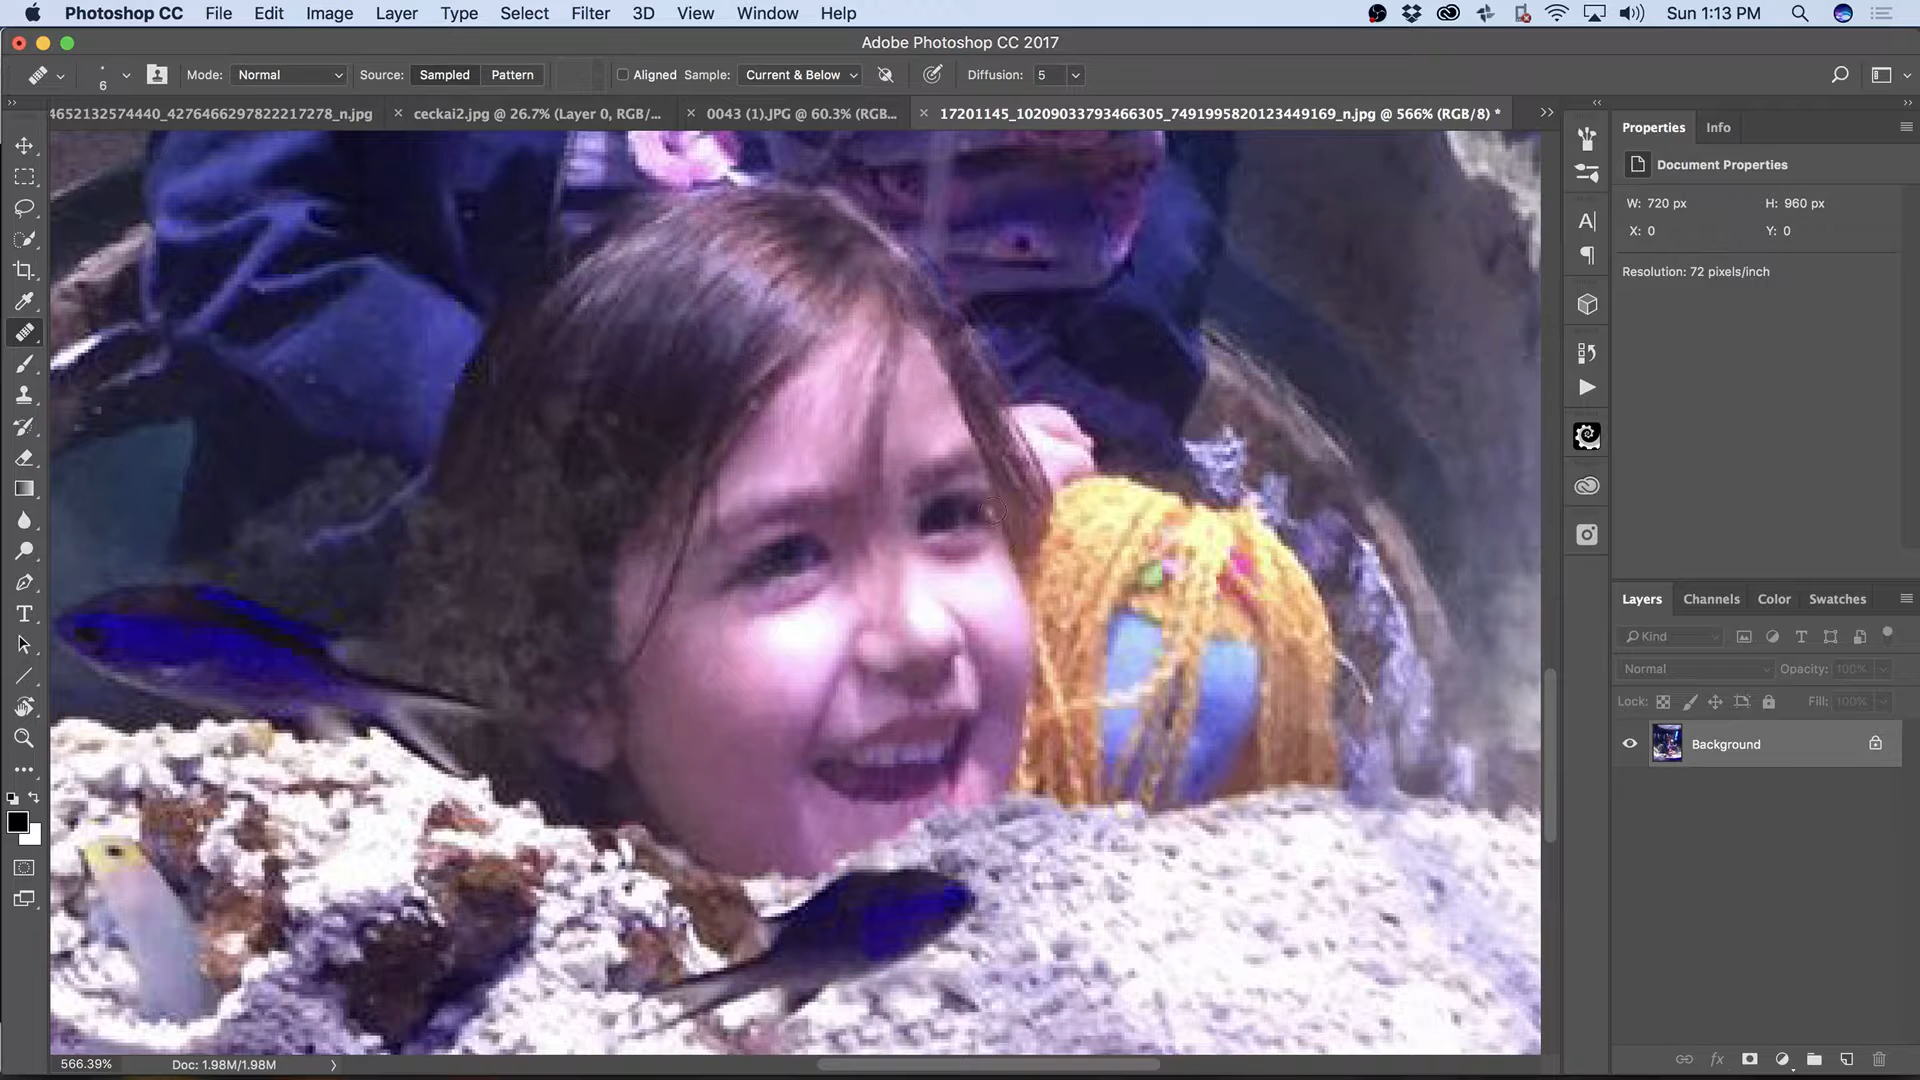 Photoshop CC File Edit Image Layer Type Select Filter 3D View Window Help Sun 1:13 PM
Adobe Photoshop CC 2017
6 Mode: Normal Source: Sampled Pattern Aligned Sample: Current & Below Diffusion: 5
4652132574440_4276466297822217278_n.jpg ceckai2.jpg @ 26.7% (Layer 0, RGB/... 0043 (1).JPG @ 60.3% (RGB... 17201145_10209033793466305_7491995820123449169_n.jpg @ 566% (RGB/8) *
Properties Info
Document Properties
W: 720 px H: 960 px
X: 0 Y: 0
Resolution: 72 pixels/inch
Layers Channels Color Swatches
Kind
Normal Opacity: 100%
Lock: Fill: 100%
Background
fx
566.39% Doc: 1.98M/1.98M